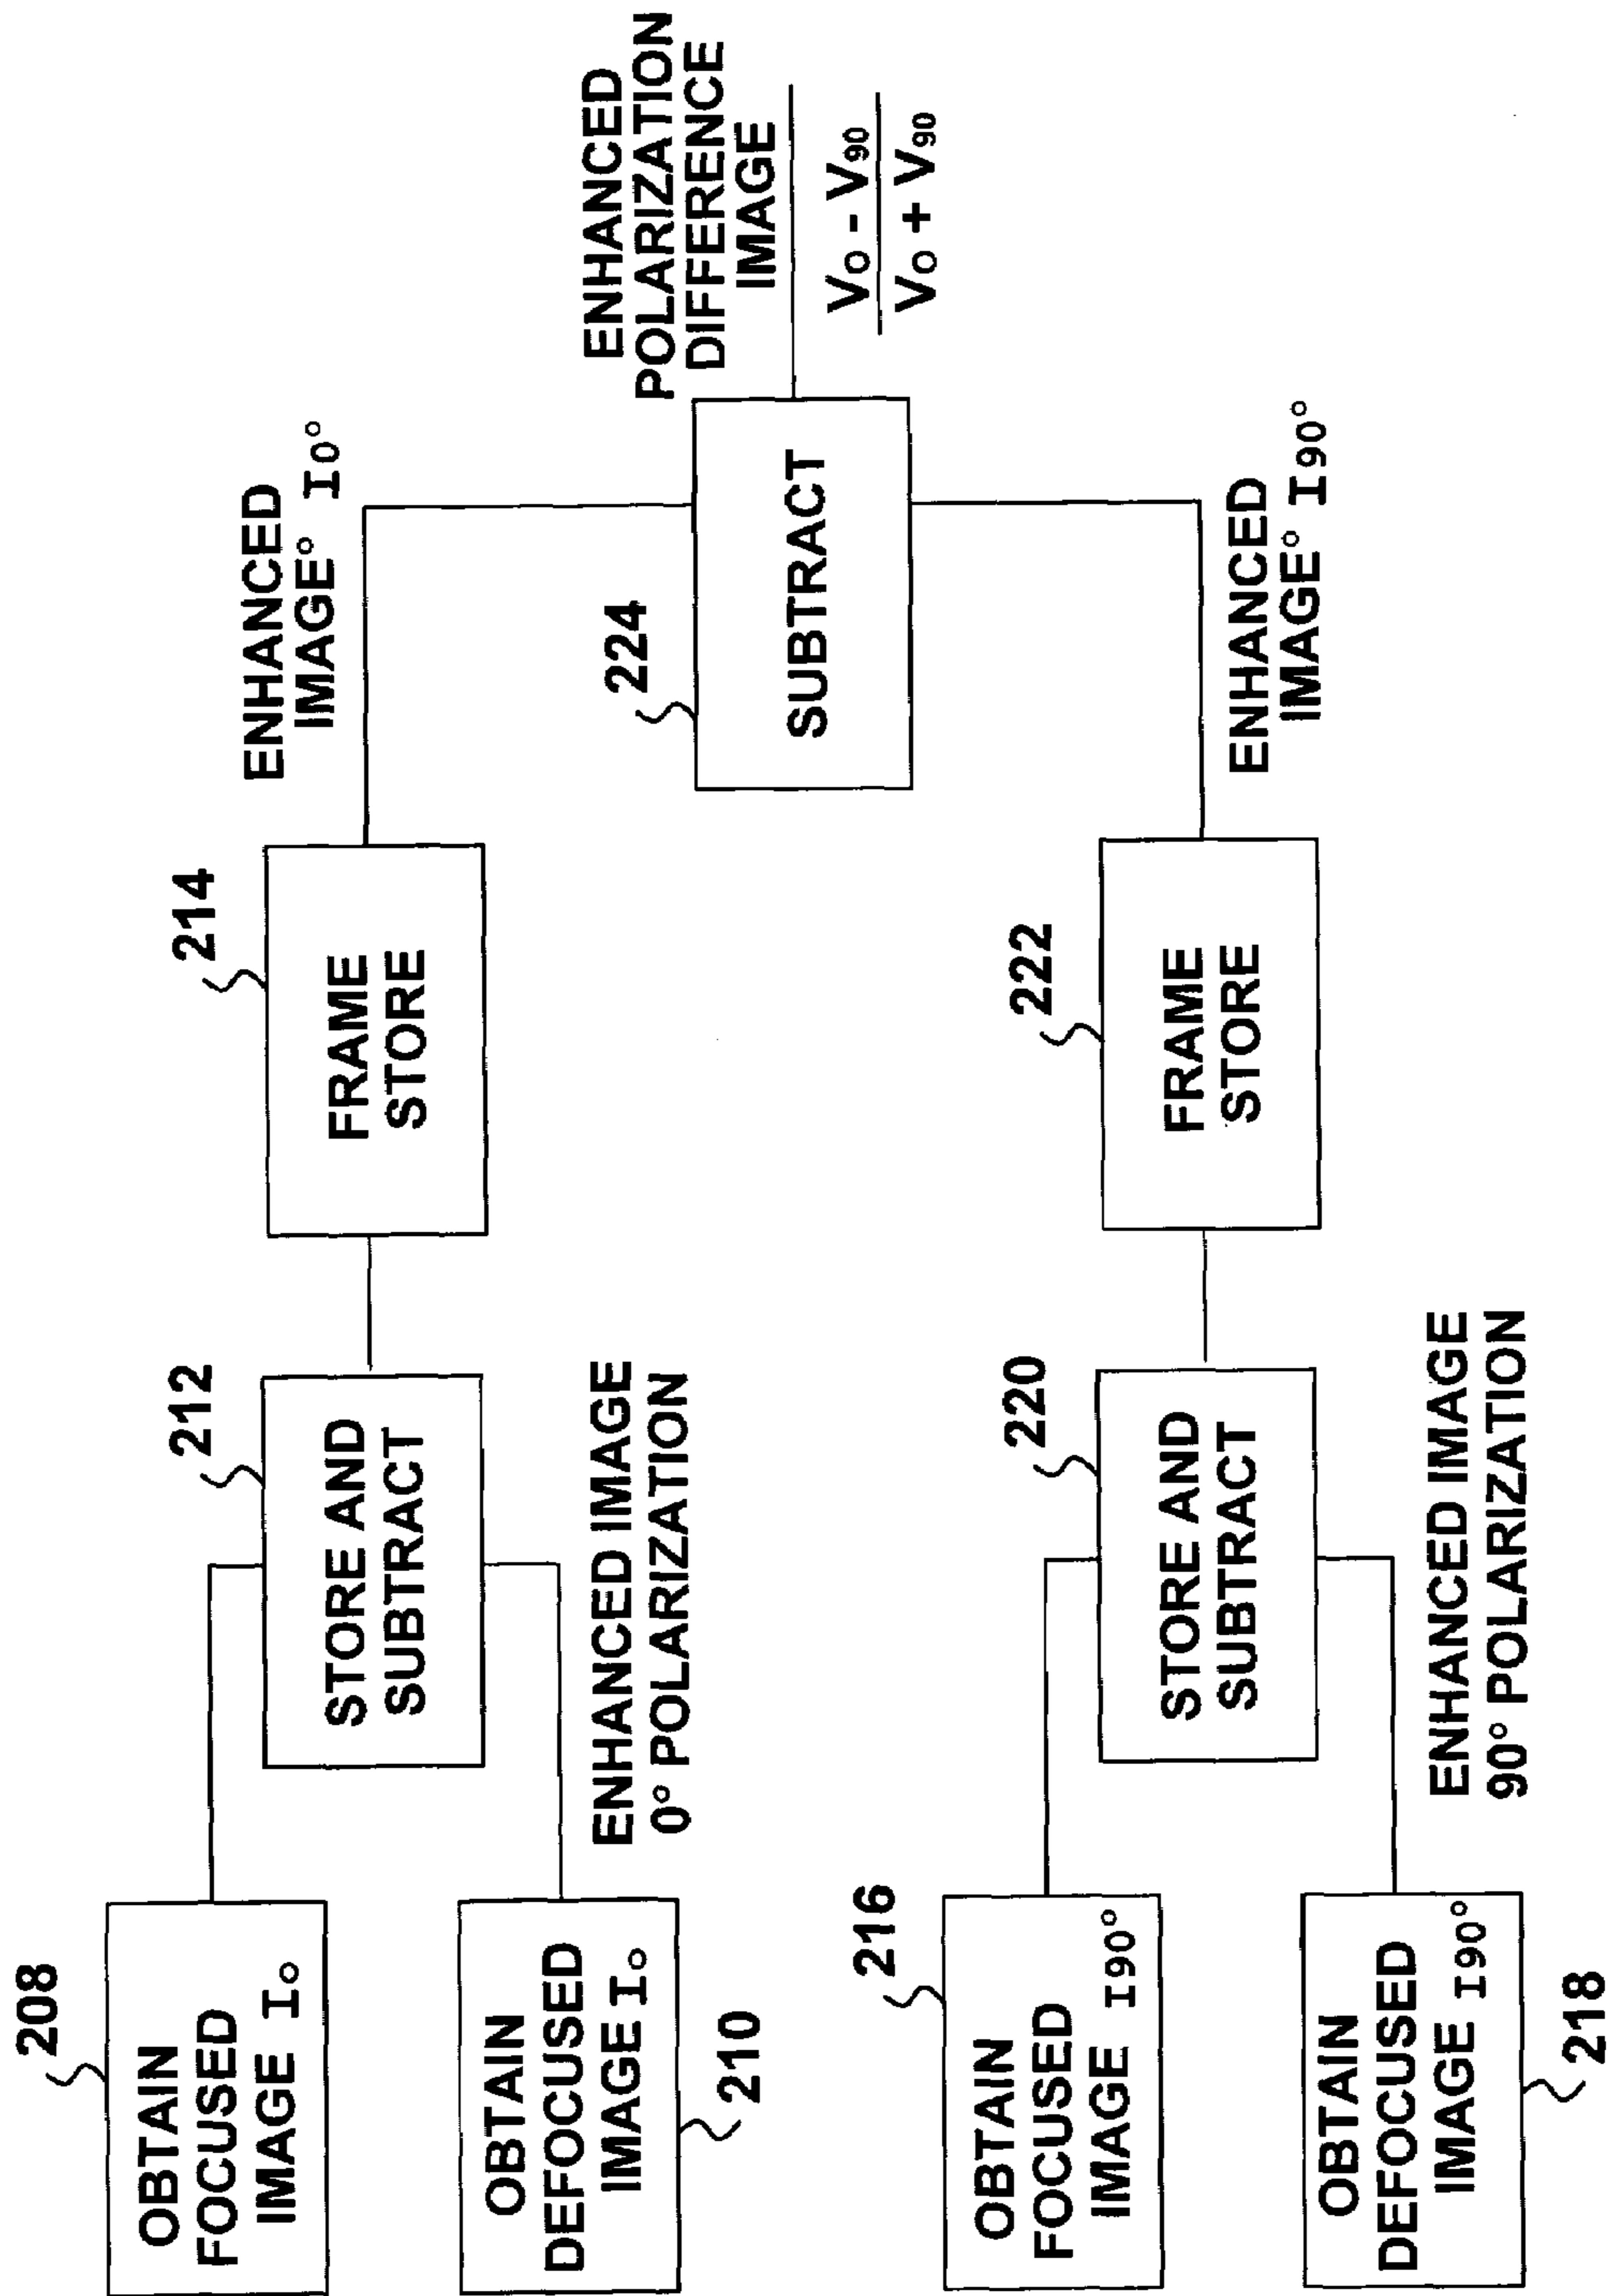 208
OBTAIN
FOCUSED
IMAGE I₀
OBTAIN
DEFOCUSED
IMAGE I₀
210
212
STORE AND
SUBTRACT
ENHANCED IMAGE
0° POLARIZATION
214
FRAME
STORE
ENHANCED
IMAGE° I0°
216
OBTAIN
FOCUSED
IMAGE I90°
OBTAIN
DEFOCUSED
IMAGE I90°
218
220
STORE AND
SUBTRACT
ENHANCED IMAGE
90° POLARIZATION
222
FRAME
STORE
ENHANCED
IMAGE° I90°
224
SUBTRACT
ENHANCED
POLARIZATION
DIFFERENCE
IMAGE
VO - V90
VO + V90